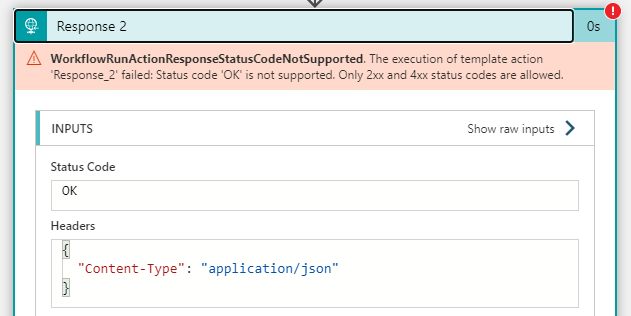 Response 2
0s
WorkflowRunActionResponseStatusCodeNotSupported. The execution of template action
'Response_2' failed: Status code 'OK' is not supported. Only 2xx and 4xx status codes are allowed.
INPUTS
Show raw inputs
Status Code
OK
Headers
{
"Content-Type": "application/json"
}